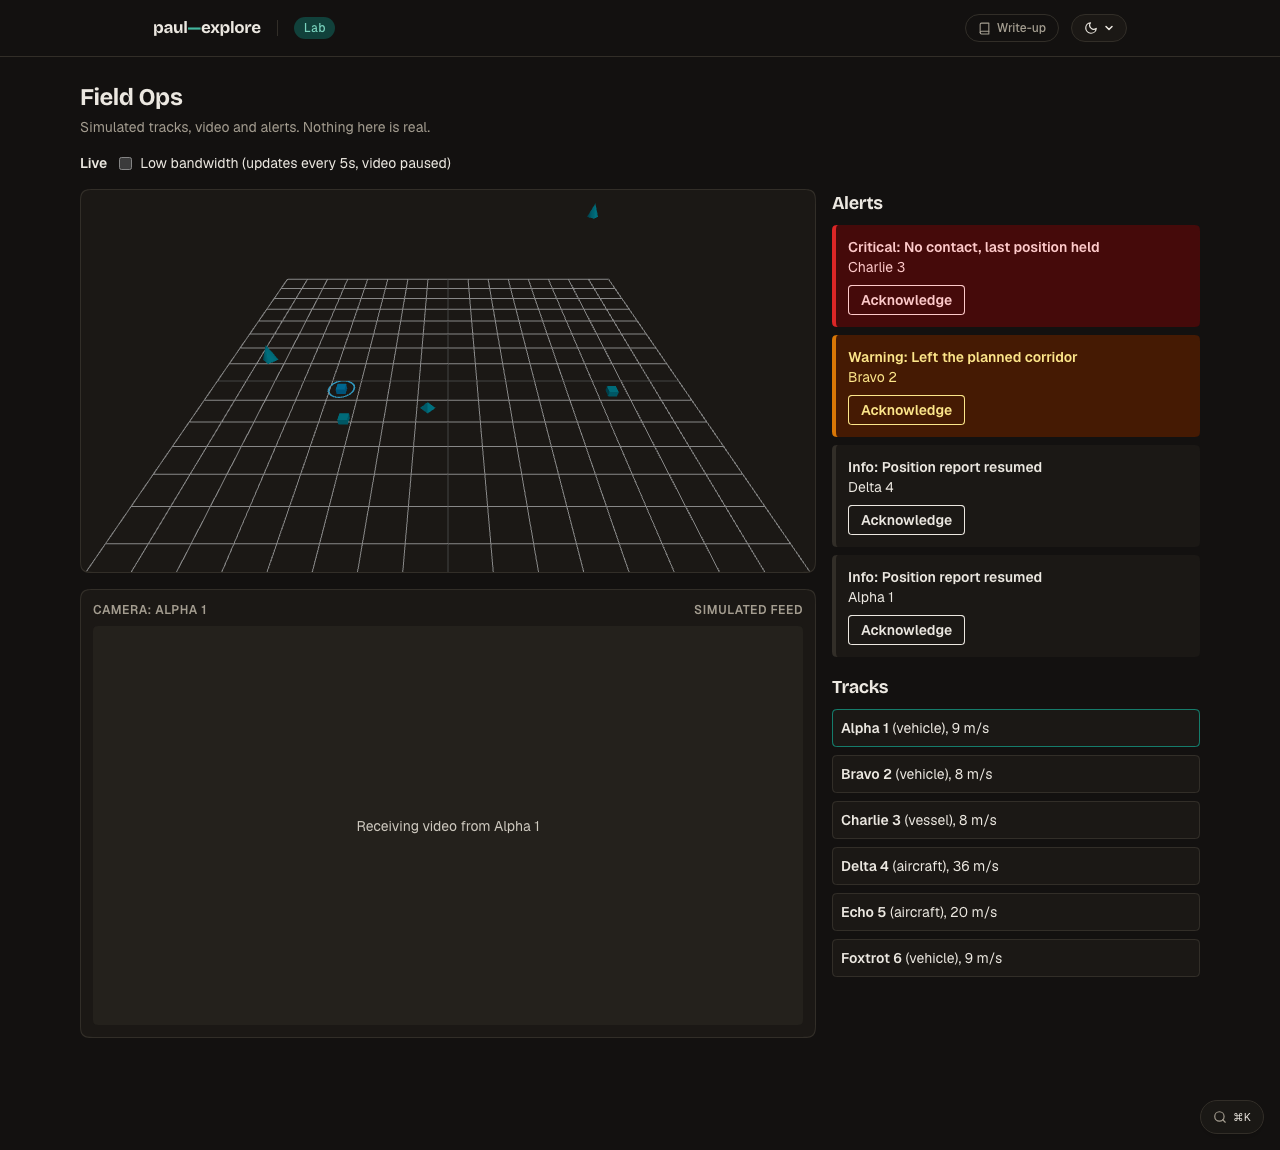 paul—explore
Lab
Write-up
Field Ops
Simulated tracks, video and alerts. Nothing here is real.
Live
Low bandwidth (updates every 5s, video paused)
Alerts
Critical: No contact, last position held
Charlie 3
Acknowledge
Warning: Left the planned corridor
Bravo 2
Acknowledge
Info: Position report resumed
Delta 4
Acknowledge
Info: Position report resumed
Alpha 1
Acknowledge
CAMERA: ALPHA 1
SIMULATED FEED
Receiving video from Alpha 1
Tracks
Alpha 1 (vehicle), 9 m/s
Bravo 2 (vehicle), 8 m/s
Charlie 3 (vessel), 8 m/s
Delta 4 (aircraft), 36 m/s
Echo 5 (aircraft), 20 m/s
Foxtrot 6 (vehicle), 9 m/s
⌘K